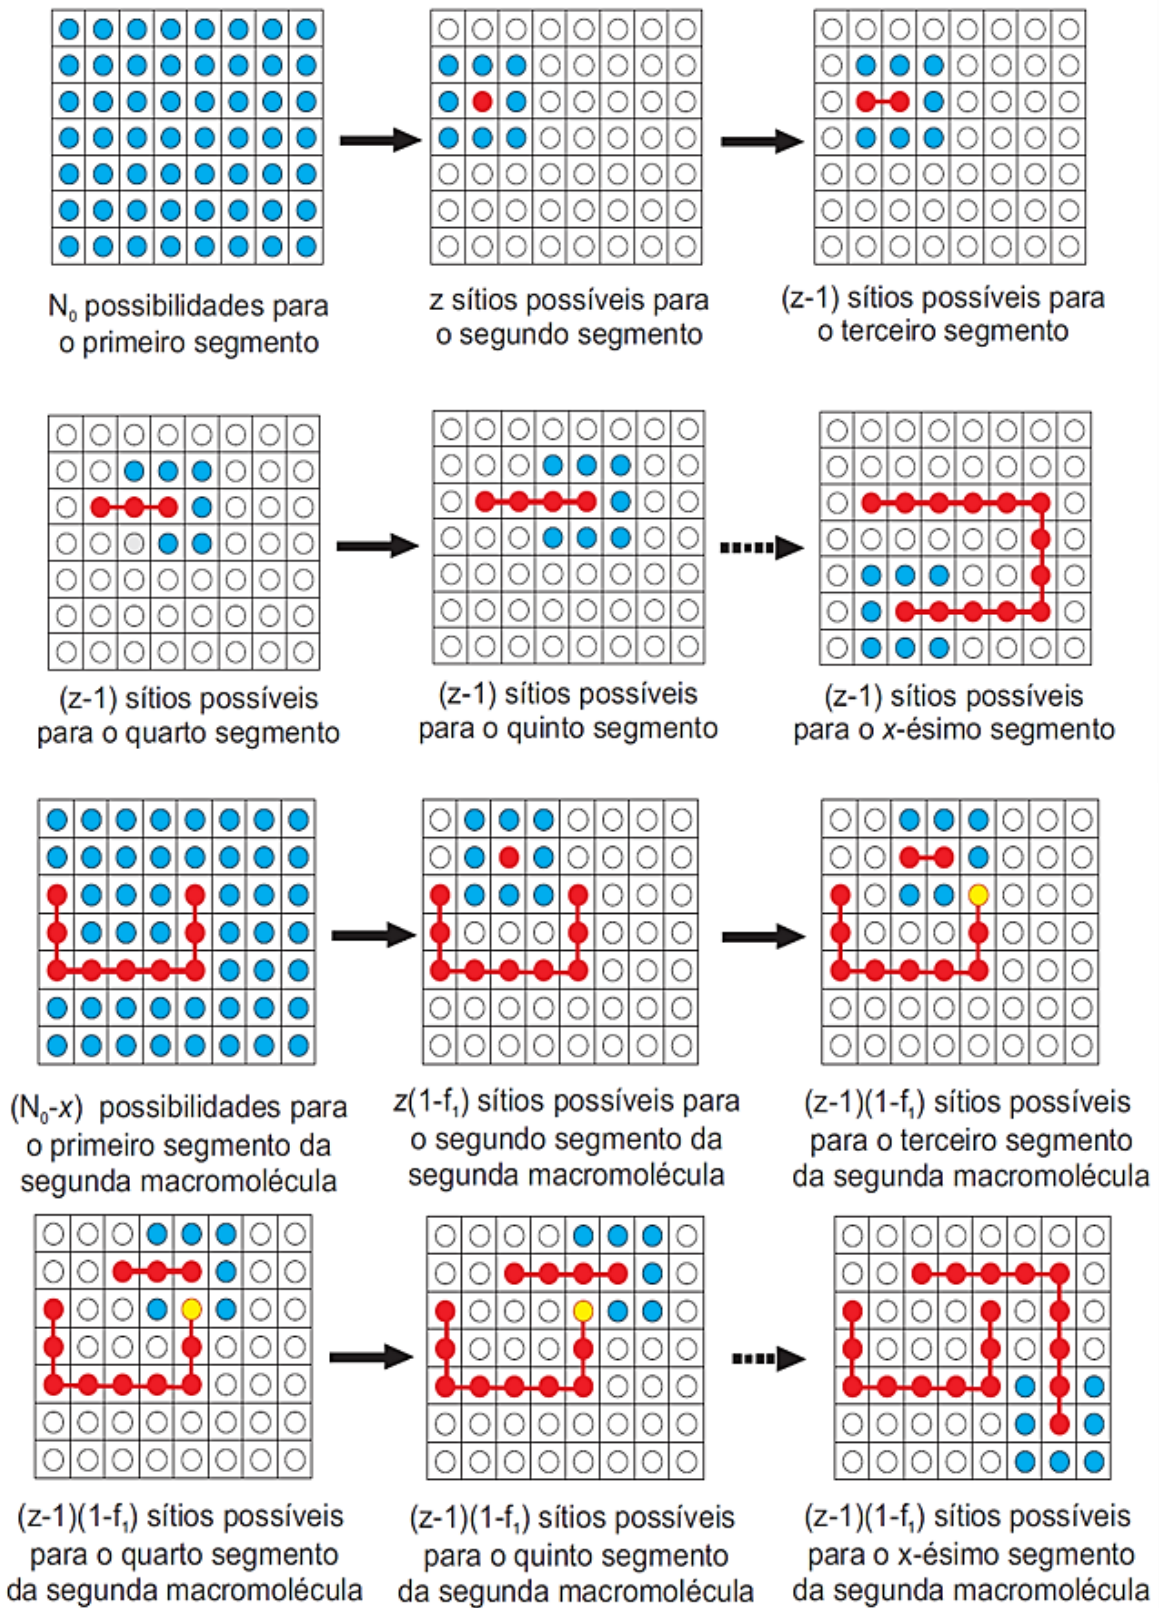 N₀ possibilidades para
o primeiro segmento
z sítios possíveis para
o segundo segmento
(z-1) sítios possíveis para
o terceiro segmento
(z-1) sítios possíveis
para o quarto segmento
(z-1) sítios possíveis
para o quinto segmento
(z-1) sítios possíveis
para o x-ésimo segmento
(N₀-x) possibilidades para
o primeiro segmento da
segunda macromolécula
z(1-f₁) sítios possíveis para
o segundo segmento da
segunda macromolécula
(z-1)(1-f₁) sítios possíveis
para o terceiro segmento
da segunda macromolécula
(z-1)(1-f₁) sítios possíveis
para o quarto segmento
da segunda macromolécula
(z-1)(1-f₁) sítios possíveis
para o quinto segmento
da segunda macromolécula
(z-1)(1-f₁) sítios possíveis
para o x-ésimo segmento
da segunda macromolécula